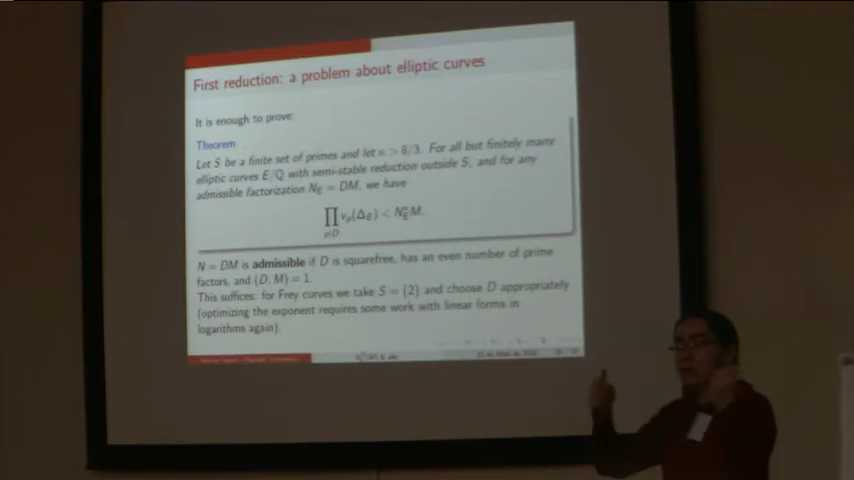 First reduction: a problem about elliptic curves
It is enough to prove:
Theorem
Let S be a finite set of primes and let κ > 8/3. For all but finitely many
elliptic curves E/ℚ with semi-stable reduction outside S, and for any
admissible factorization N_E = DM, we have
∏_{p|D} v_p(Δ_E) < N_E^κ M.
N = DM is admissible if D is squarefree, has an even number of prime
factors, and (D, M) = 1.
This suffices: for Frey curves we take S = {2} and choose D appropriately
(optimizing the exponent requires some work with linear forms in
logarithms again).